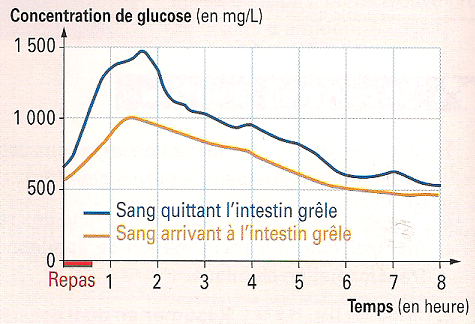 Concentration de glucose (en mg/L)
1 500
1 000
500
0
Sang quittant l'intestin grêle
Sang arrivant à l'intestin grêle
Repas 1 2 3 4 5 6 7 8
Temps (en heure)